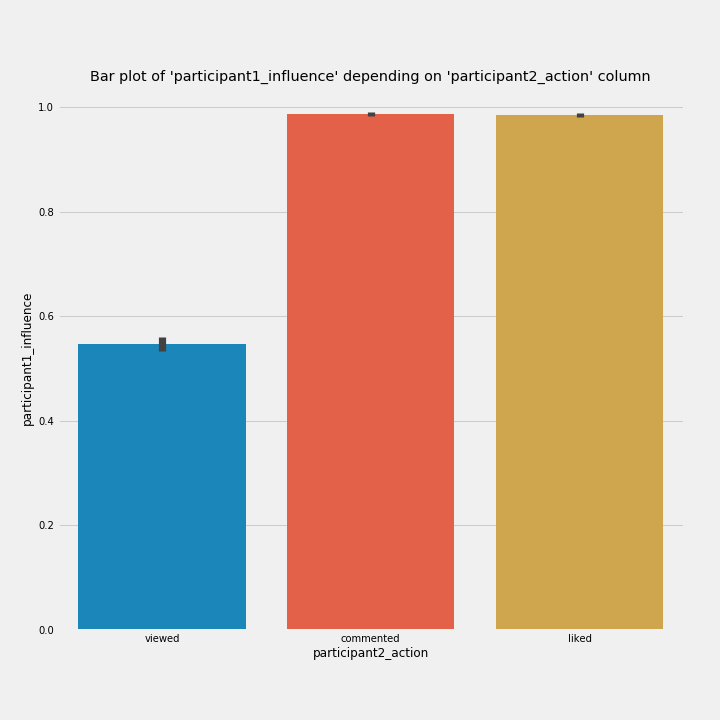 Bar plot of 'participant1_influence' depending on 'participant2_action' column
participant1_influence
1.0
0.8
0.6
0.4
0.2
0.0
viewed commented liked
participant2_action